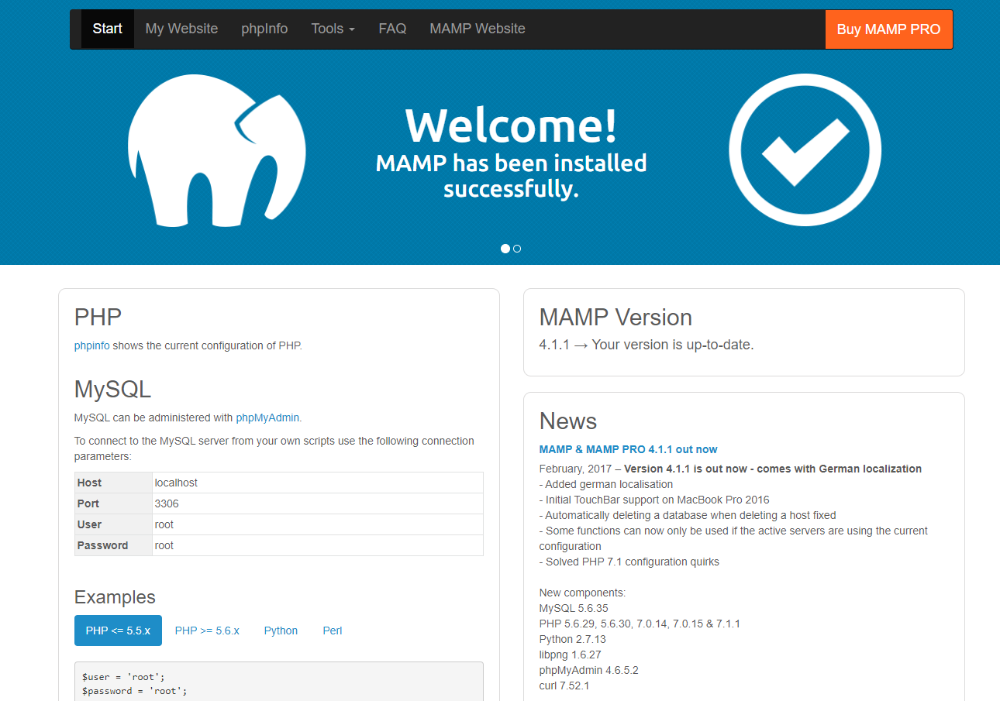 Start My Website phpInfo Tools FAQ MAMP Website Buy MAMP PRO
Welcome!
MAMP has been installed
successfully.
PHP
phpinfo shows the current configuration of PHP.
MySQL
MySQL can be administered with phpMyAdmin.
To connect to the MySQL server from your own scripts use the following connection
parameters:
Host localhost
Port 3306
User root
Password root
Examples
PHP <= 5.5.x PHP >= 5.6.x Python Perl
$user = 'root';
$password = 'root';
MAMP Version
4.1.1 → Your version is up-to-date.
News
MAMP & MAMP PRO 4.1.1 out now
February, 2017 – Version 4.1.1 is out now - comes with German localization
- Added german localisation
- Initial TouchBar support on MacBook Pro 2016
- Automatically deleting a database when deleting a host fixed
- Some functions can now only be used if the active servers are using the current
configuration
- Solved PHP 7.1 configuration quirks
New components:
MySQL 5.6.35
PHP 5.6.29, 5.6.30, 7.0.14, 7.0.15 & 7.1.1
Python 2.7.13
libpng 1.6.27
phpMyAdmin 4.6.5.2
curl 7.52.1